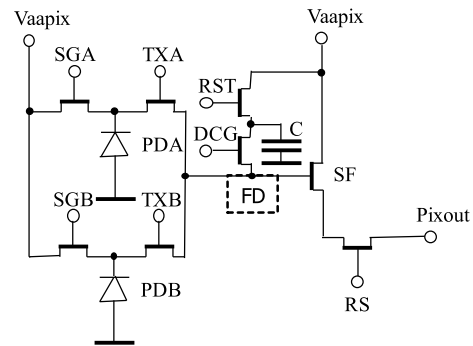 Vaapix
Vaapix
SGA
TXA
RST
PDA
DCG
C
SF
FD
SGB
TXB
Pixout
PDB
RS